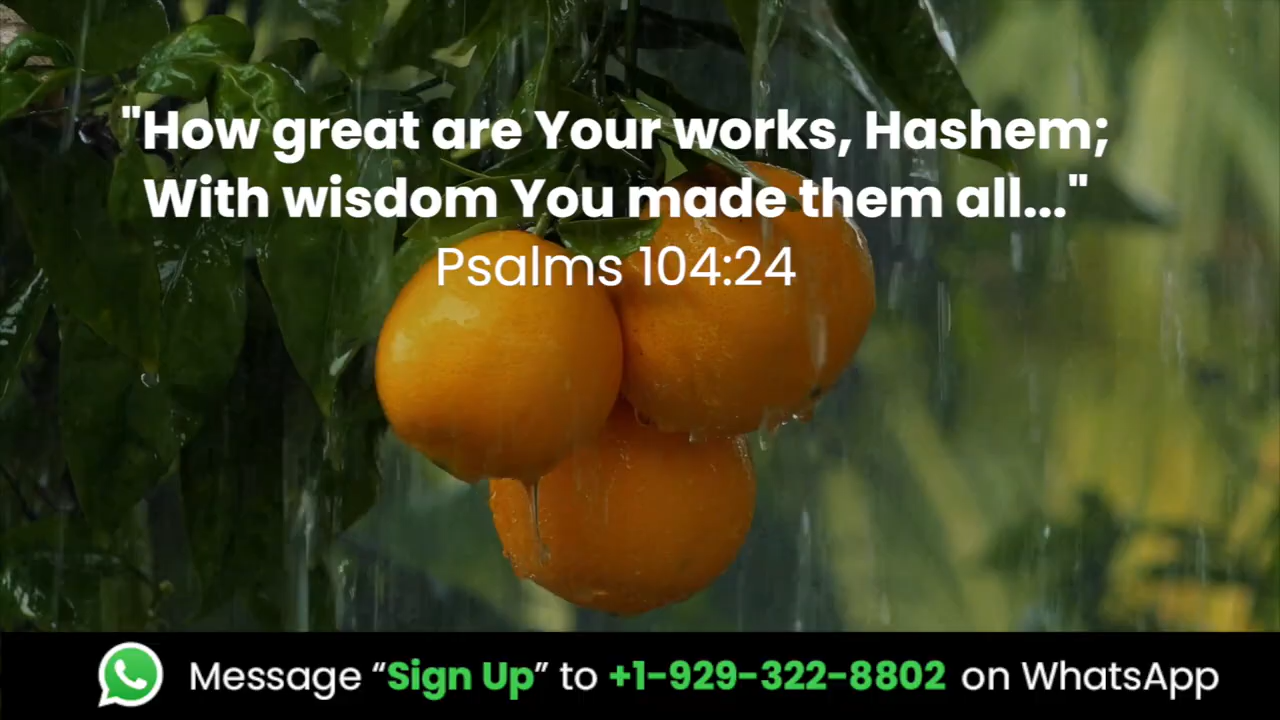 "How great are Your works, Hashem;
With wisdom You made them all..."
Psalms 104:24
Message “Sign Up” to +1-929-322-8802 on WhatsApp